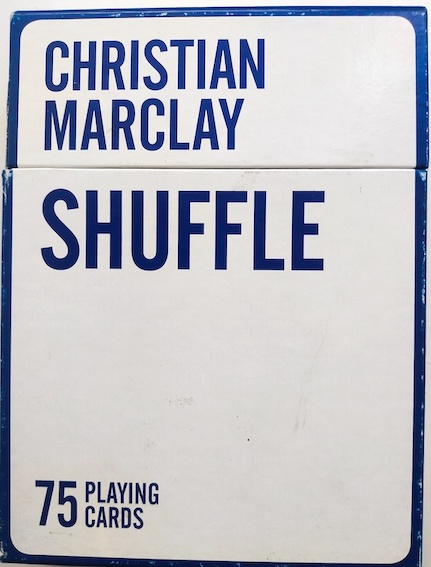 CHRISTIAN
MARCLAY
SHUFFLE
75 PLAYING
CARDS